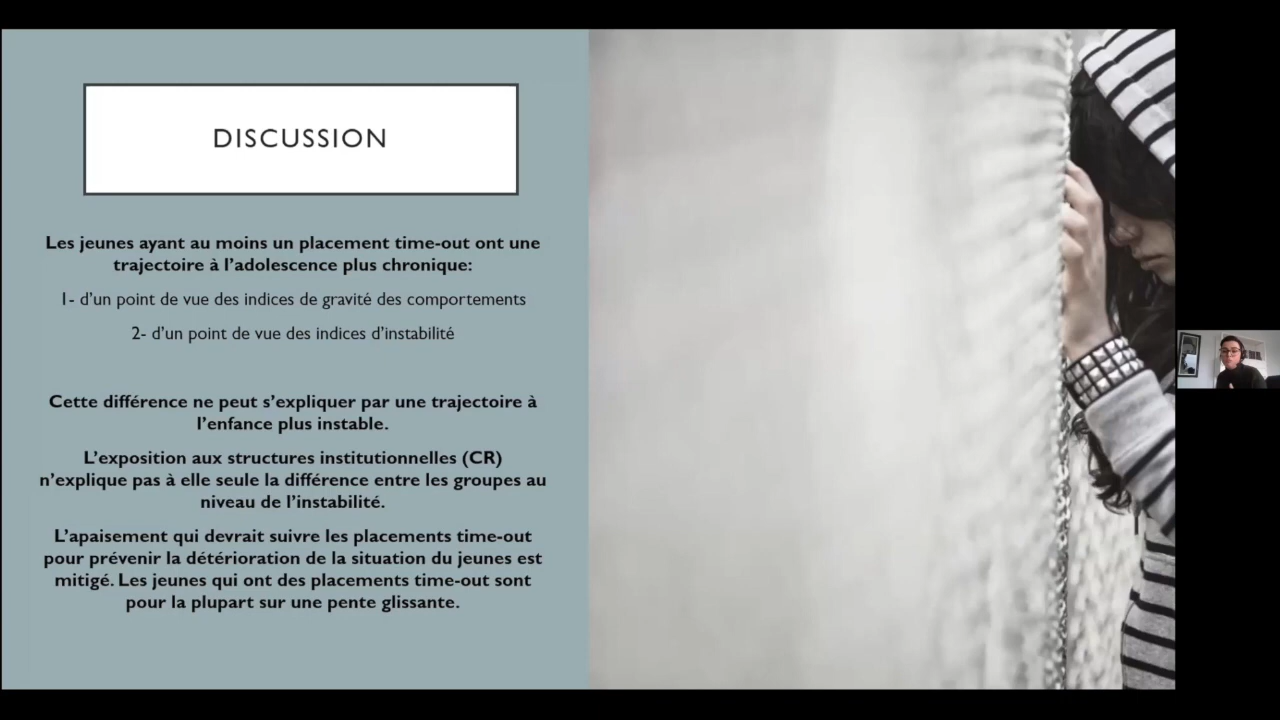 DISCUSSION
Les jeunes ayant au moins un placement time-out ont une
trajectoire à l’adolescence plus chronique:
1- d’un point de vue des indices de gravité des comportements
2- d’un point de vue des indices d’instabilité
Cette différence ne peut s’expliquer par une trajectoire à
l’enfance plus instable.
L’exposition aux structures institutionnelles (CR)
n’explique pas à elle seule la différence entre les groupes au
niveau de l’instabilité.
L’apaisement qui devrait suivre les placements time-out
pour prévenir la détérioration de la situation du jeunes est
mitigé. Les jeunes qui ont des placements time-out sont
pour la plupart sur une pente glissante.